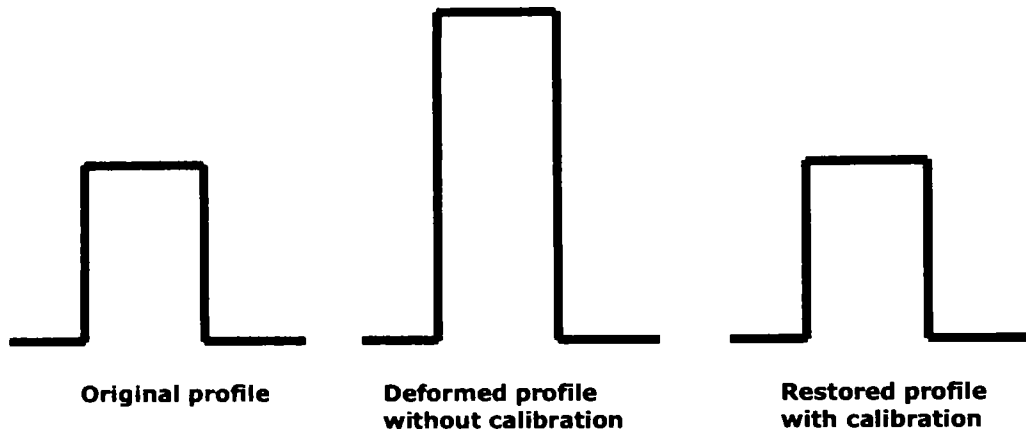 Original profile
Deformed profile
without calibration
Restored profile
with calibration